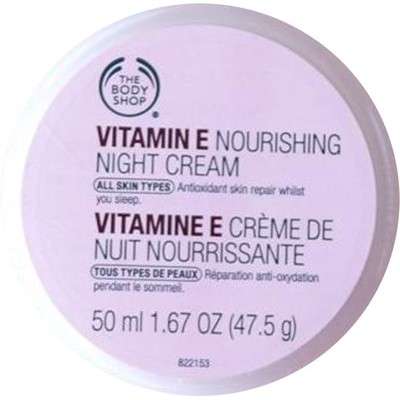 THE
BODY
SHOP
®
VITAMIN E NOURISHING
NIGHT CREAM
ALL SKIN TYPES Antioxidant skin repair whilst
you sleep.
VITAMINE E CRÈME DE
NUIT NOURRISSANTE
TOUS TYPES DE PEAUX Réparation anti-oxydation
pendant le sommeil.
50 ml 1.67 OZ (47.5 g)
822153